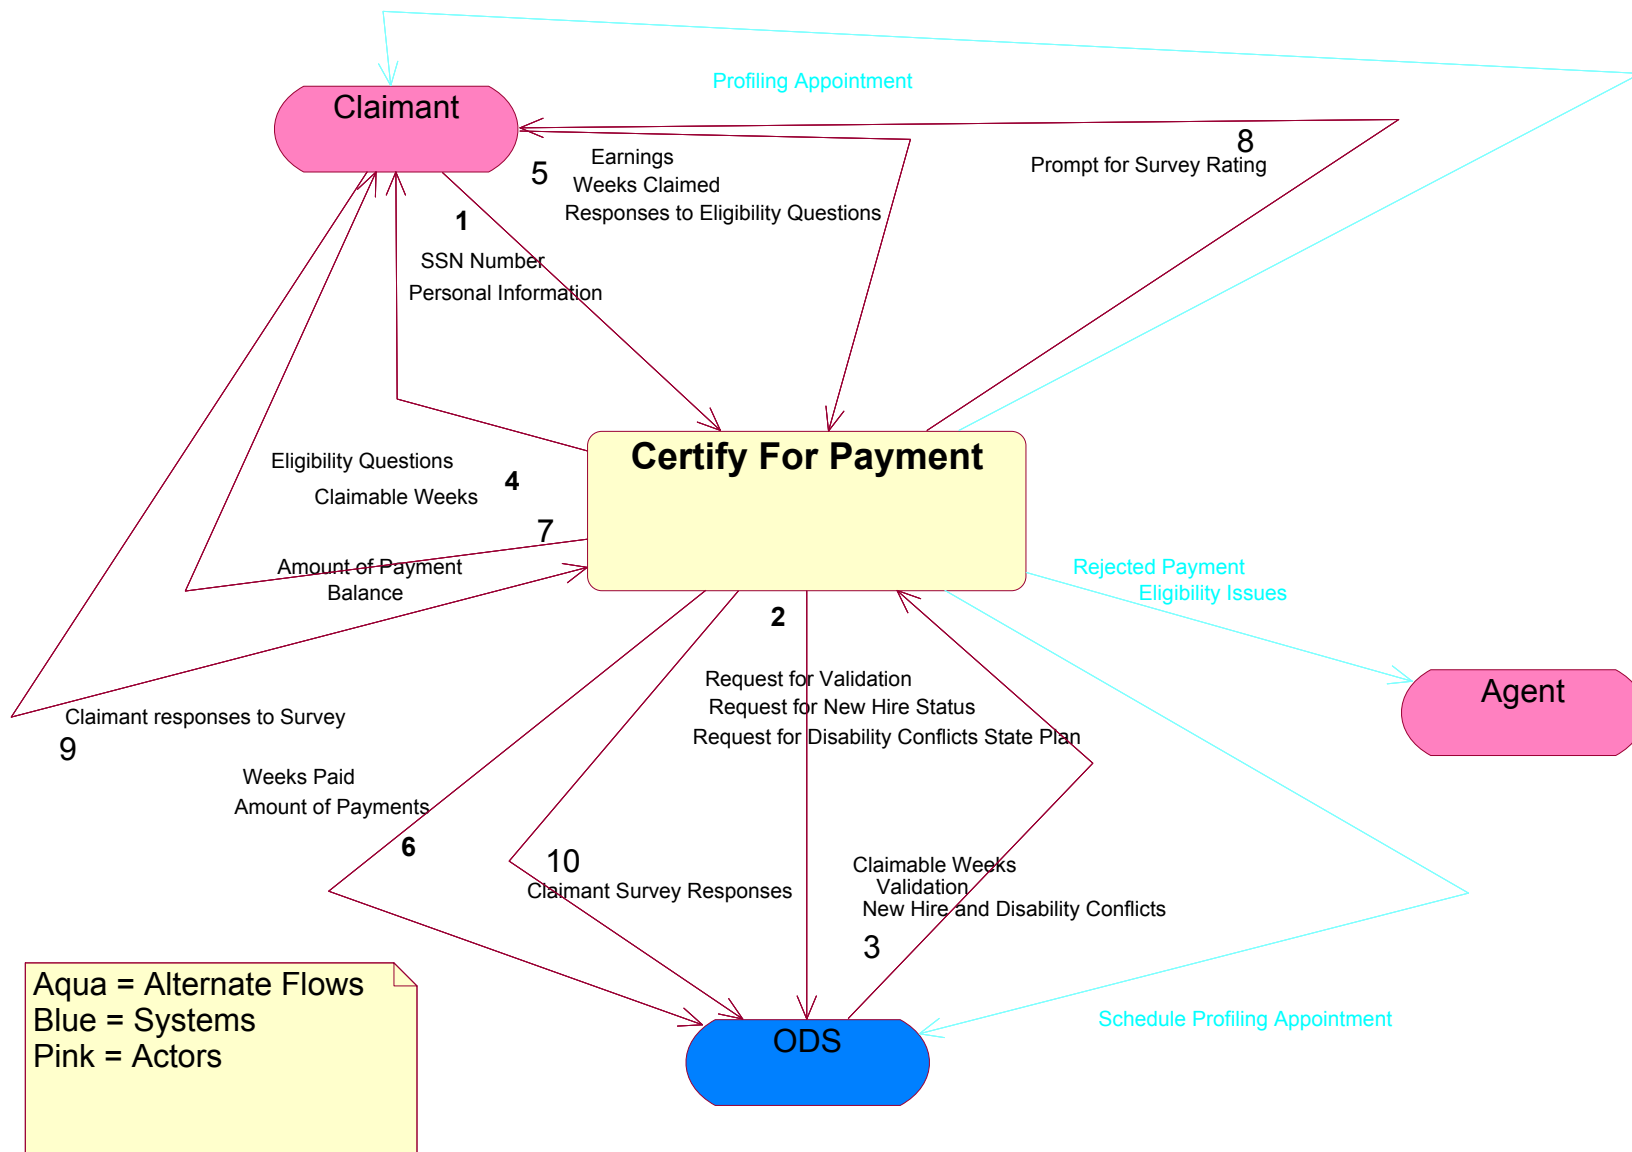 Profiling Appointment
Claimant
8
Prompt for Survey Rating
5
Earnings
Weeks Claimed
Responses to Eligibility Questions
1
SSN Number
Personal Information
Certify For Payment
Eligibility Questions
Claimable Weeks
4
7
Amount of Payment
Balance
Rejected Payment
Eligibility Issues
2
Request for Validation
Request for New Hire Status
Request for Disability Conflicts State Plan
Agent
Claimant responses to Survey
9
Weeks Paid
Amount of Payments
6
10
Claimant Survey Responses
Claimable Weeks
Validation
New Hire and Disability Conflicts
3
Schedule Profiling Appointment
ODS
Aqua = Alternate Flows
Blue = Systems
Pink = Actors